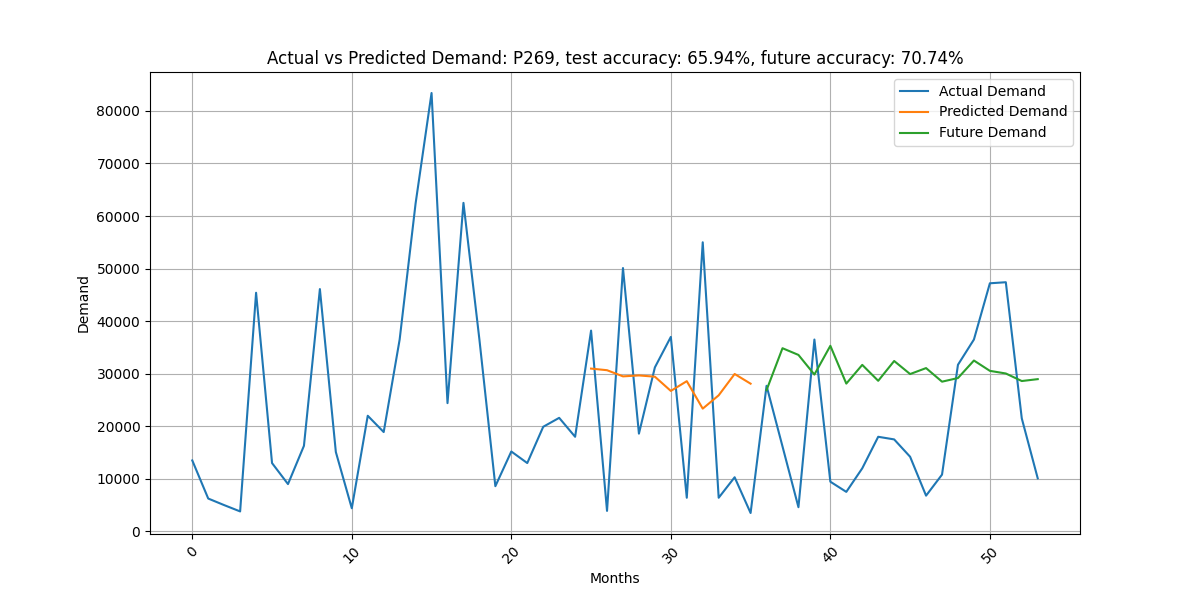 Actual vs Predicted Demand: P269, test accuracy: 65.94%, future accuracy: 70.74%
Actual Demand
Predicted Demand
Future Demand
Demand
80000
70000
60000
50000
40000
30000
20000
10000
0
0 10 20 30 40 50
Months